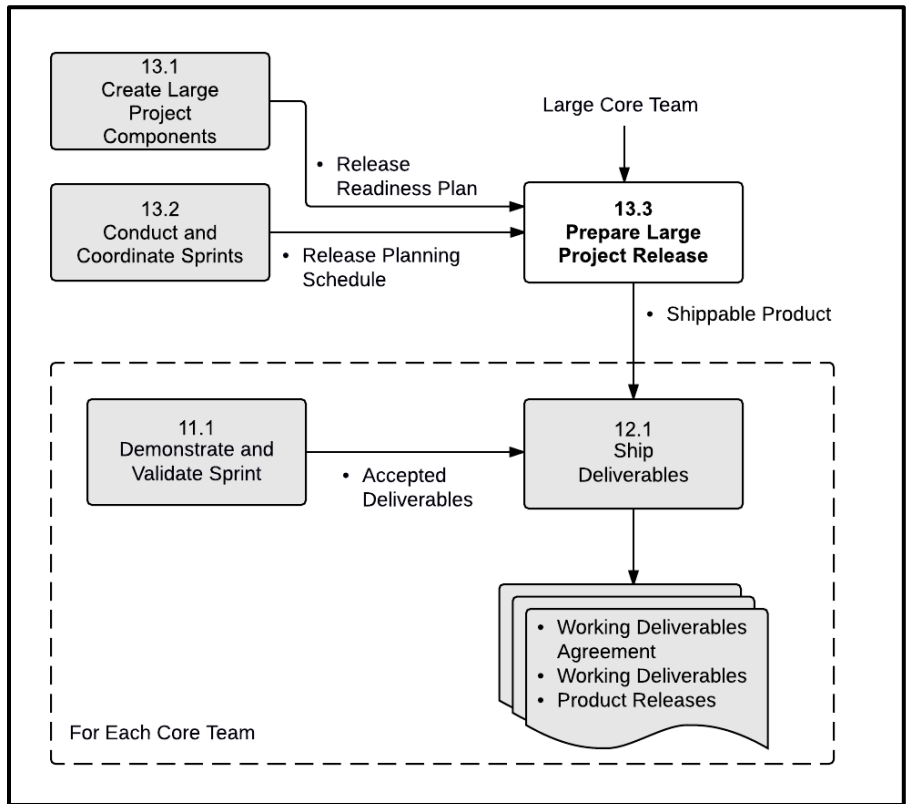 13.1
Create Large
Project
Components
Large Core Team
• Release
Readiness Plan
13.2
Conduct and
Coordinate Sprints
• Release Planning
Schedule
13.3
Prepare Large
Project Release
• Shippable Product
11.1
Demonstrate and
Validate Sprint
• Accepted
Deliverables
12.1
Ship
Deliverables
• Working Deliverables
Agreement
• Working Deliverables
• Product Releases
For Each Core Team